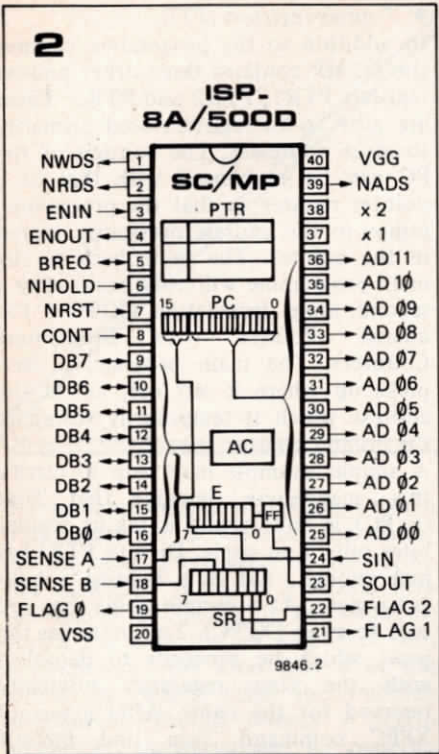 2
ISP-
8A/500D
NWDS 1 SC/MP 40 VGG
NRDS 2 39 NADS
ENIN 3 PTR 38 x 2
ENOUT 4 37 x 1
BREQ 5 36 AD 11
NHOLD 6 15 PC 0 35 AD 1Ø
NRST 7 34 AD Ø9
CONT 8 33 AD Ø8
DB7 9 32 AD Ø7
DB6 10 31 AD Ø6
DB5 11 30 AD Ø5
DB4 12 AC 29 AD Ø4
DB3 13 28 AD Ø3
DB2 14 E 27 AD Ø2
DB1 15 FF 26 AD Ø1
DBØ 16 7 0 25 AD ØØ
SENSE A 17 24 SIN
SENSE B 18 23 SOUT
FLAG Ø 19 7 SR 0 22 FLAG 2
VSS 20 21 FLAG 1
9846.2